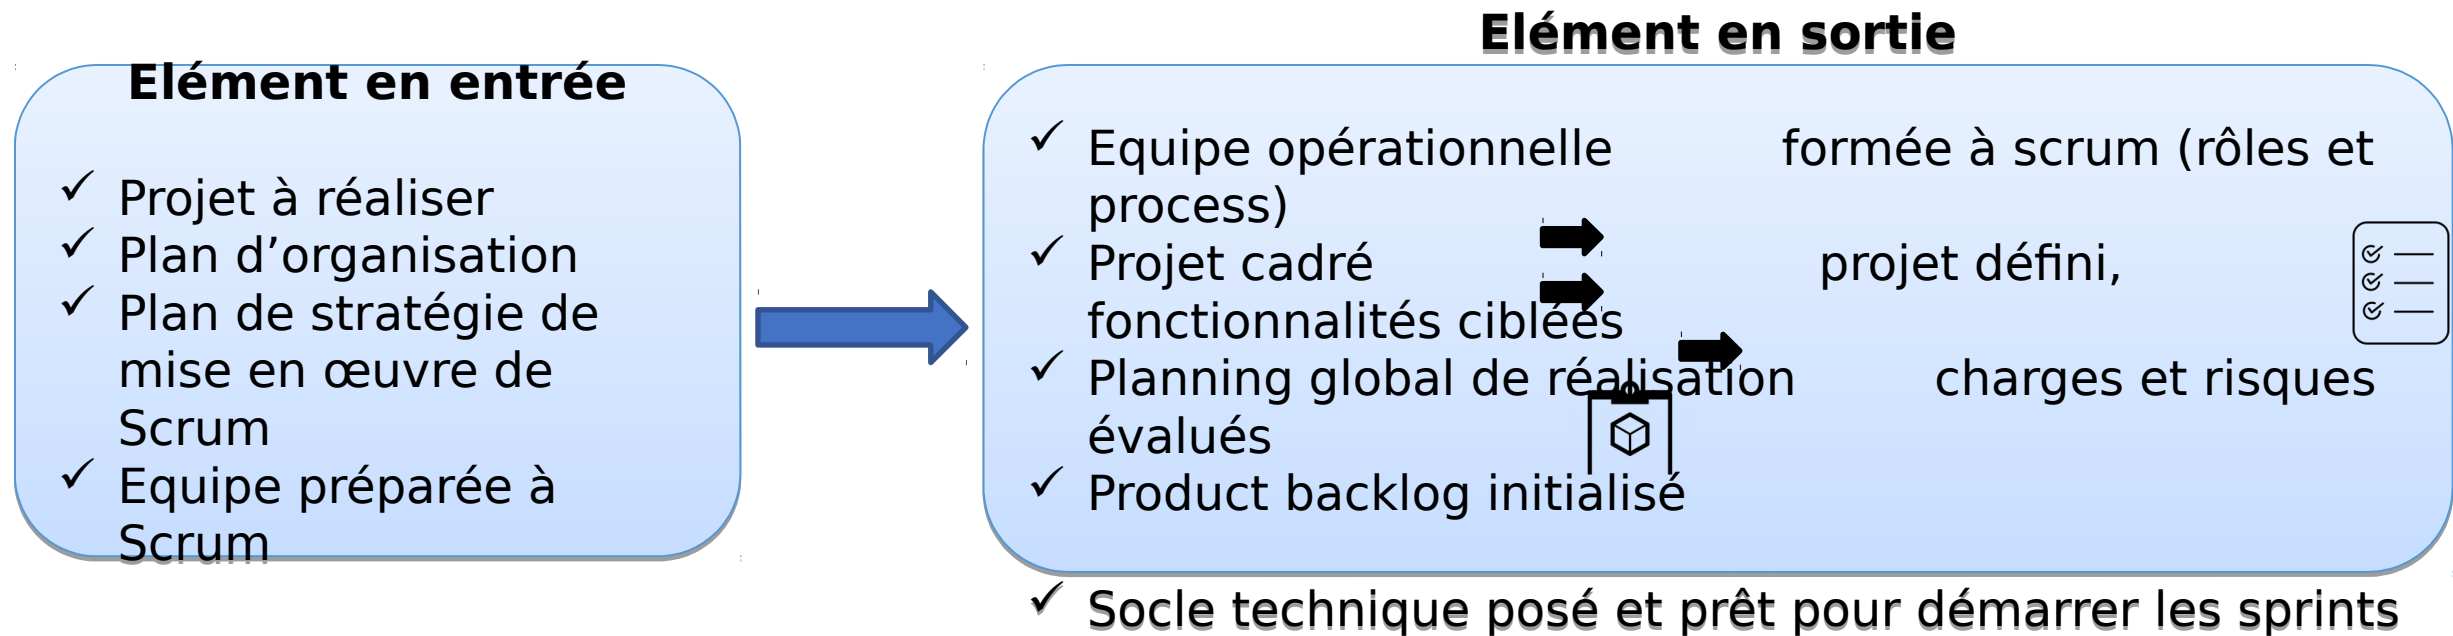 Elément en entrée
Projet à réaliser
Plan d’organisation
Plan de stratégie de
mise en œuvre de
Scrum
Equipe préparée à
Scrum
Elément en sortie
Equipe opérationnelle formée à scrum (rôles et
process)
Projet cadré projet défini,
fonctionnalités ciblées
Planning global de réalisation charges et risques
évalués
Product backlog initialisé
Socle technique posé et prêt pour démarrer les sprints